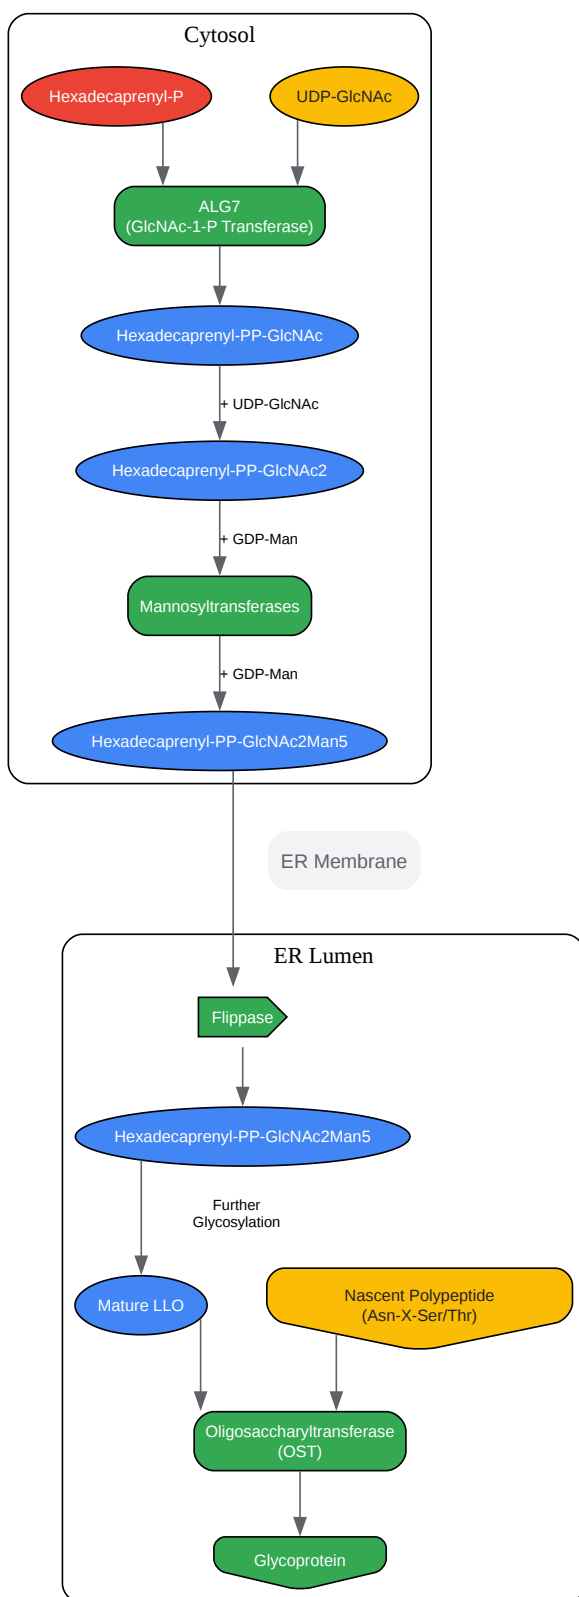 Cytosol
Hexadecaprenyl-P
UDP-GlcNAc
ALG7
(GlcNAc-1-P Transferase)
Hexadecaprenyl-PP-GlcNAc
+ UDP-GlcNAc
Hexadecaprenyl-PP-GlcNAc2
+ GDP-Man
Mannosyltransferases
+ GDP-Man
Hexadecaprenyl-PP-GlcNAc2Man5
ER Membrane
ER Lumen
Flippase
Hexadecaprenyl-PP-GlcNAc2Man5
Further
Glycosylation
Mature LLO
Nascent Polypeptide
(Asn-X-Ser/Thr)
Oligosaccharyltransferase
(OST)
Glycoprotein